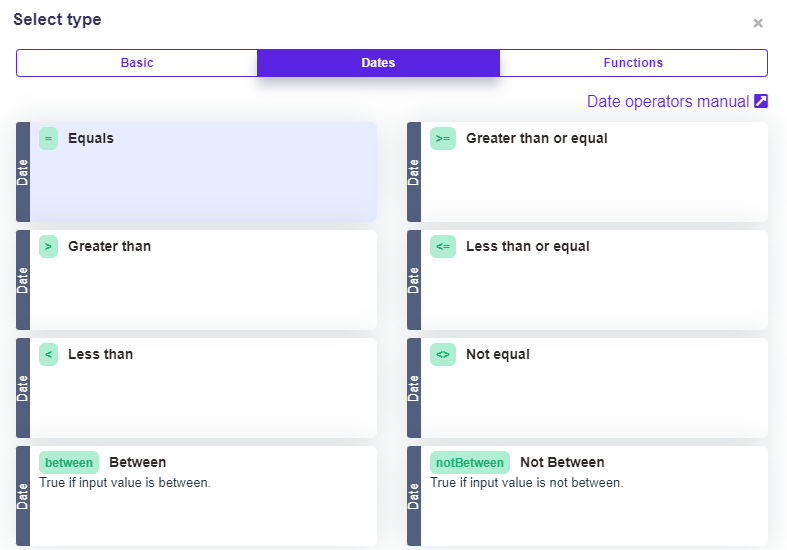 Select type
×
Basic
Dates
Functions
Date operators manual
Date
= Equals
Date
>= Greater than or equal
Date
> Greater than
Date
<= Less than or equal
Date
< Less than
Date
<> Not equal
Date
between Between
True if input value is between.
Date
notBetween Not Between
True if input value is not between.